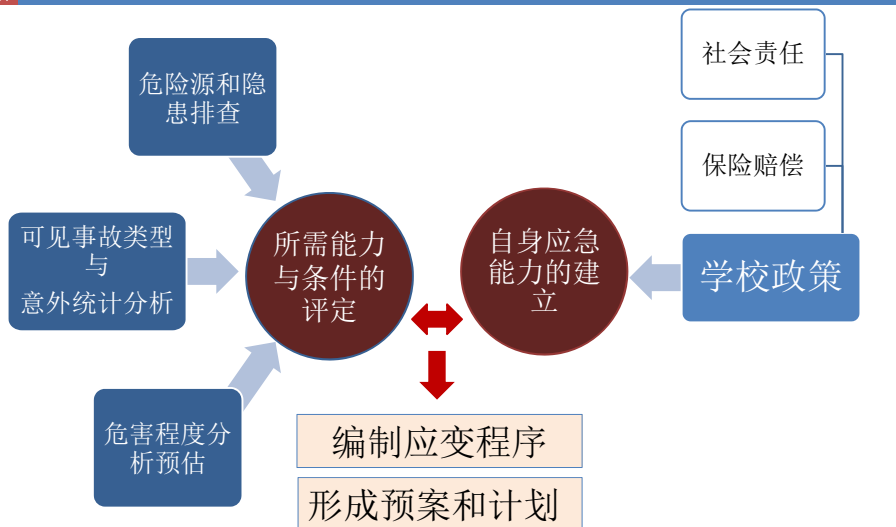 危险源和隐
患排查
可见事故类型
与
意外统计分析
危害程度分
析预估
所需能力
与条件的
评定
自身应急
能力的建
立
社会责任
保险赔偿
学校政策
编制应变程序
形成预案和计划